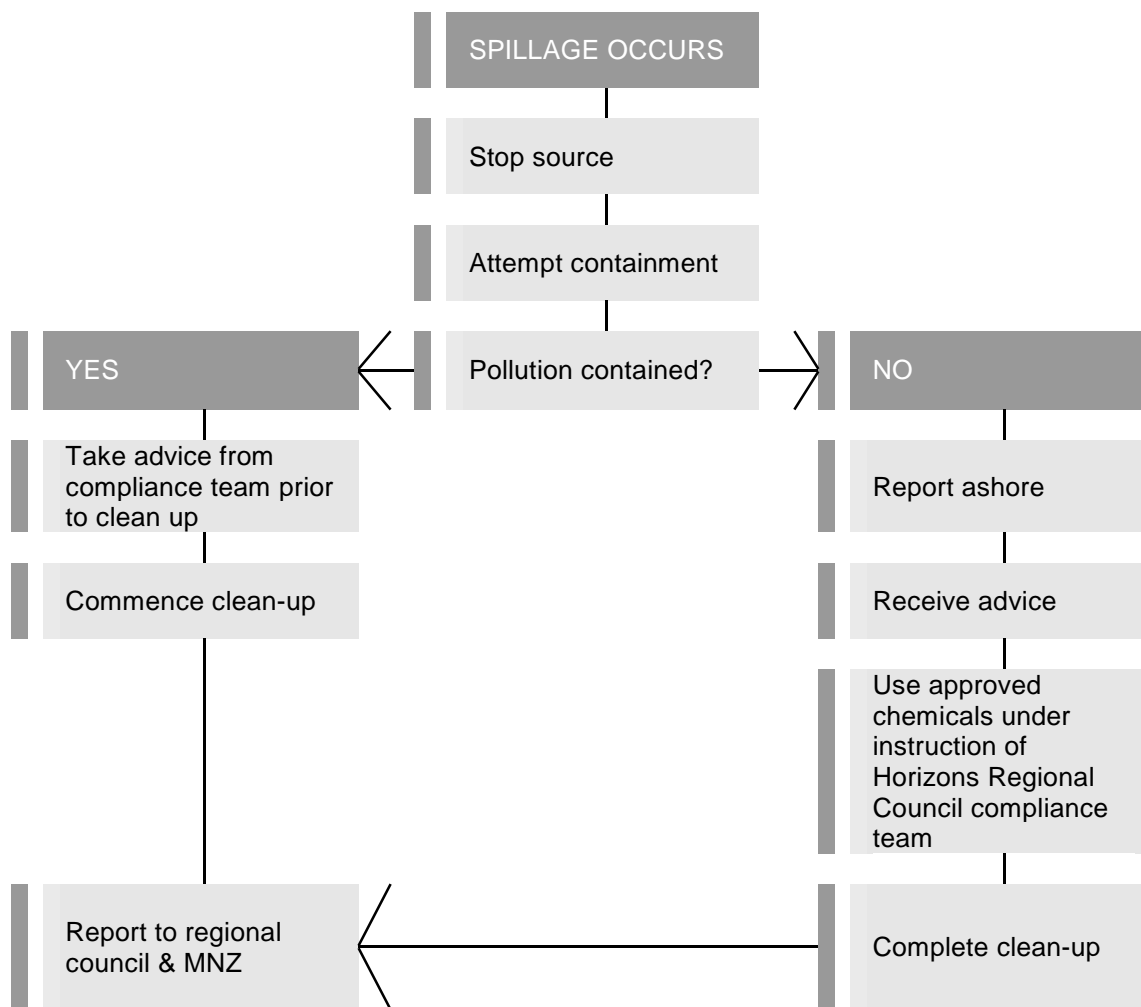 SPILLAGE OCCURS
Stop source
Attempt containment
Pollution contained?
YES
Take advice from
compliance team prior
to clean up
Commence clean-up
NO
Report ashore
Receive advice
Use approved
chemicals under
instruction of
Horizons Regional
Council compliance
team
Complete clean-up
Report to regional
council & MNZ